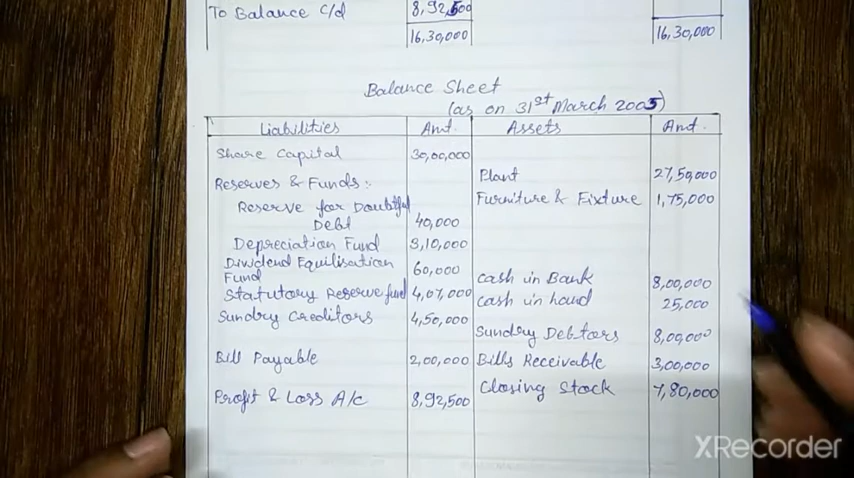 To Balance C/d 8,92,500
16,30,000 16,30,000
Balance Sheet
(as on 31st March 2005)
Liabilities Amt. Assets Amt.
Share Capital 30,00,000
Plant 27,50,000
Reserves & Funds:-
Furniture & Fixture 1,75,000
Reserve for Doubtful
Debt 40,000
Depreciation Fund 3,10,000
Dividend Equilisation
Fund 60,000 Cash in Bank 8,00,000
Statutory Reserve fund 4,07,000 Cash in hand 25,000
Sundry Creditors 4,50,000
Sundry Debtors 8,00,000
Bill Payable 2,00,000 Bills Receivable 3,00,000
Profit & Loss A/c 8,92,500 Closing Stock 7,80,000
XRecorder